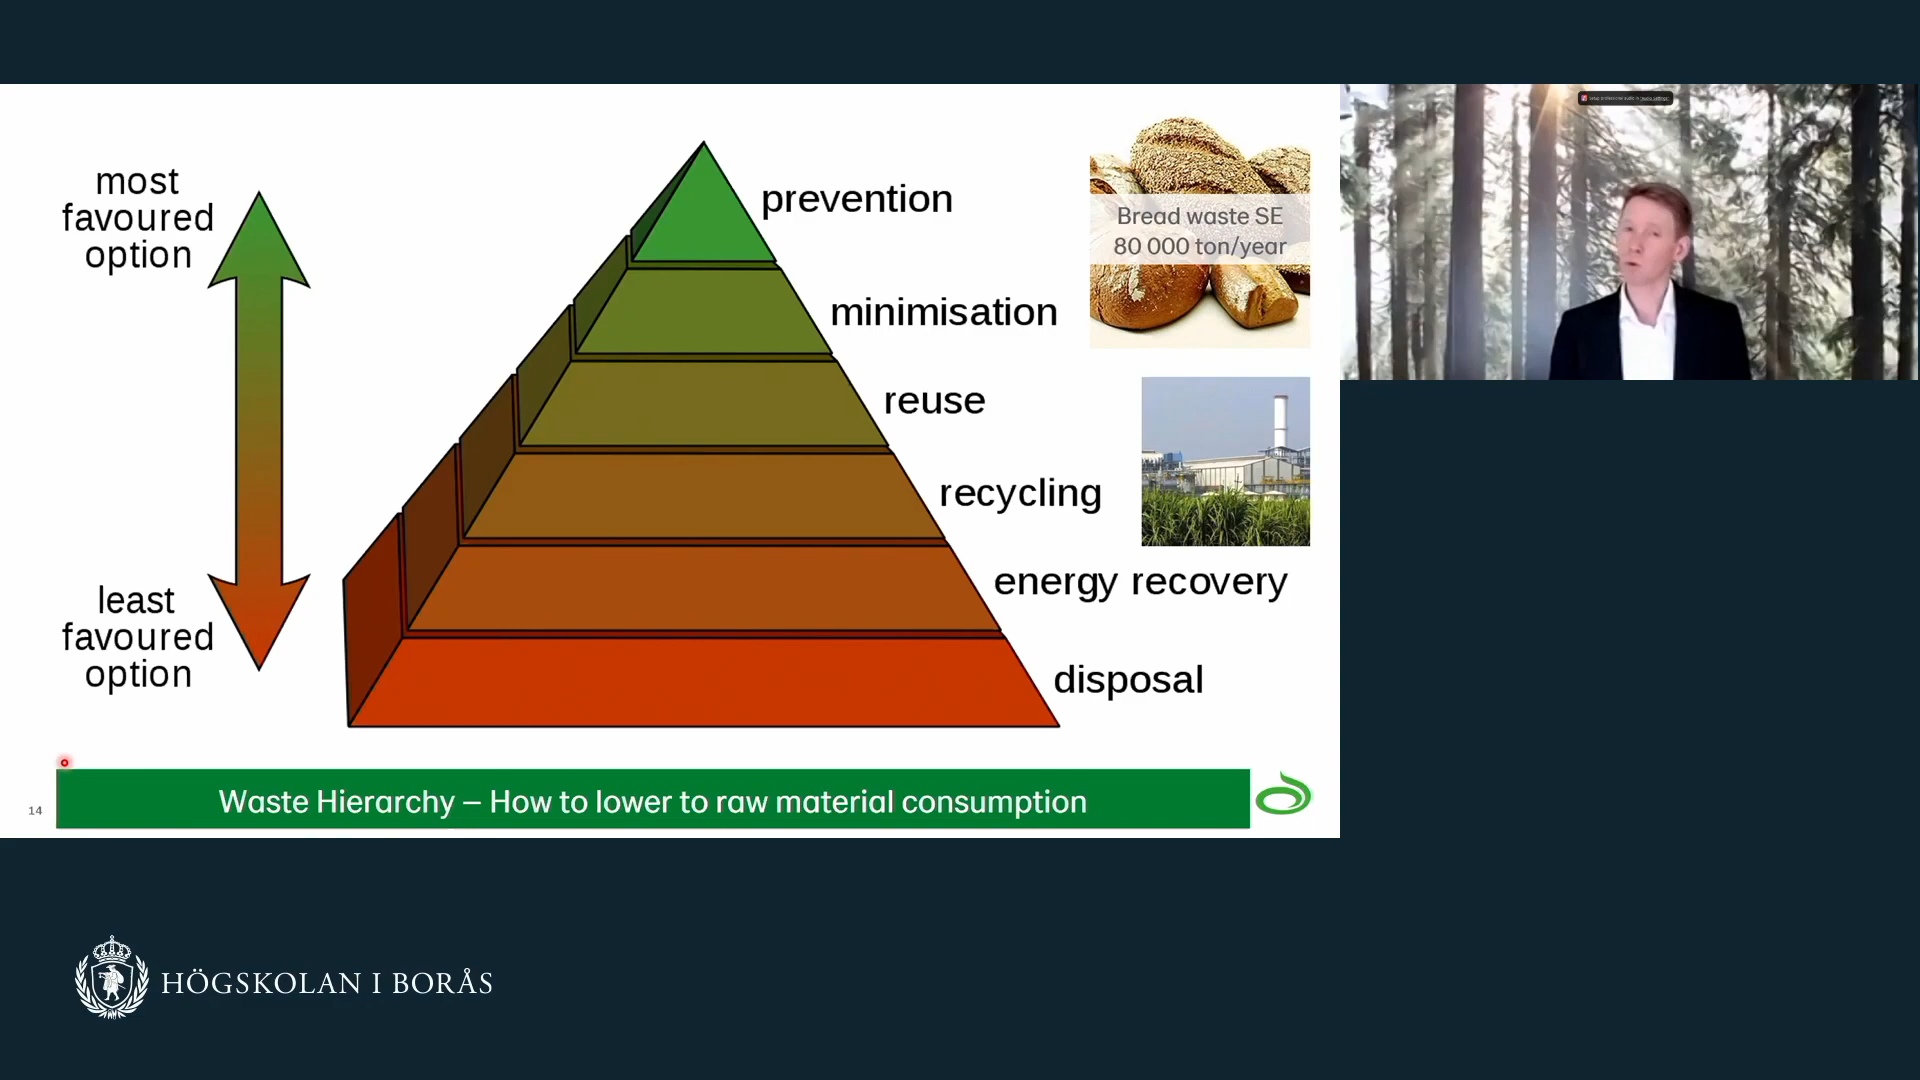 most
favoured
option
least
favoured
option
prevention
minimisation
reuse
recycling
energy recovery
disposal
Bread waste SE
80 000 ton/year
14
Waste Hierarchy – How to lower to raw material consumption
HÖGSKOLAN I BORÅS